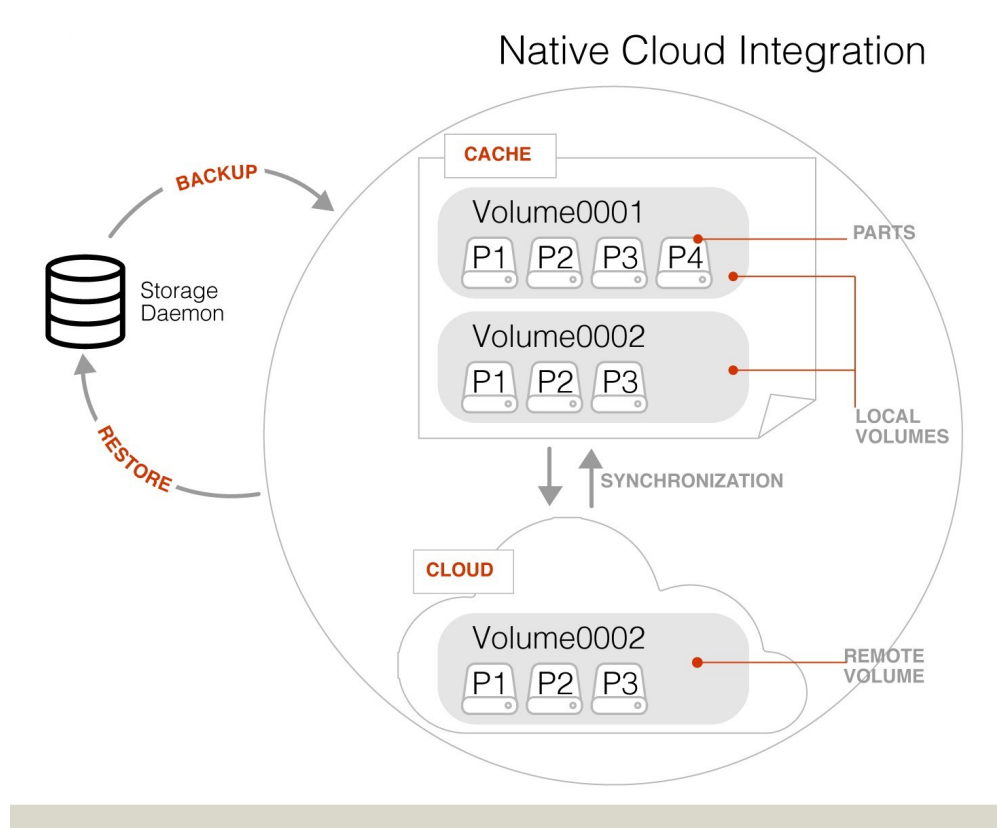 Native Cloud Integration
CACHE
BACKUP
Volume0001
P1 P2 P3 P4
PARTS
Storage
Daemon
Volume0002
P1 P2 P3
LOCAL
VOLUMES
RESTORE
SYNCHRONIZATION
CLOUD
Volume0002
P1 P2 P3
REMOTE
VOLUME